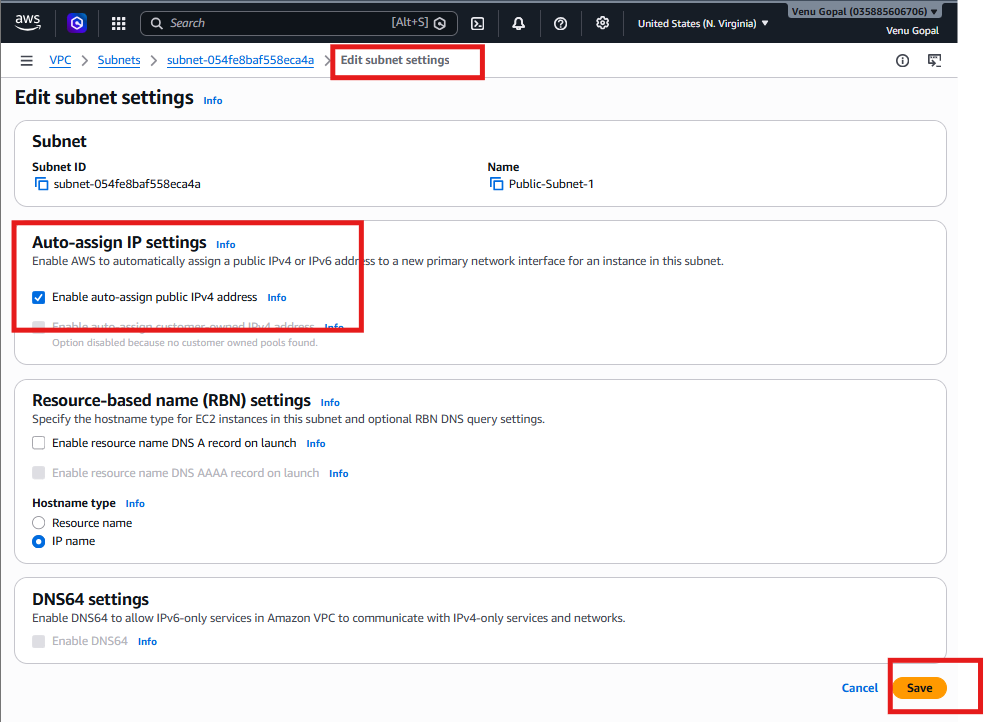 aws
Search [Alt+S]
United States (N. Virginia) ▼
Venu Gopal (035885606706) ▼
Venu Gopal
VPC > Subnets > subnet-054fe8baf558eca4a > Edit subnet settings
Edit subnet settings Info
Subnet
Subnet ID
subnet-054fe8baf558eca4a
Name
Public-Subnet-1
Auto-assign IP settings Info
Enable AWS to automatically assign a public IPv4 or IPv6 address to a new primary network interface for an instance in this subnet.
Enable auto-assign public IPv4 address Info
Enable auto-assign customer-owned IPv4 address Info
Option disabled because no customer owned pools found.
Resource-based name (RBN) settings Info
Specify the hostname type for EC2 instances in this subnet and optional RBN DNS query settings.
Enable resource name DNS A record on launch Info
Enable resource name DNS AAAA record on launch Info
Hostname type Info
Resource name
IP name
DNS64 settings
Enable DNS64 to allow IPv6-only services in Amazon VPC to communicate with IPv4-only services and networks.
Enable DNS64 Info
Cancel Save